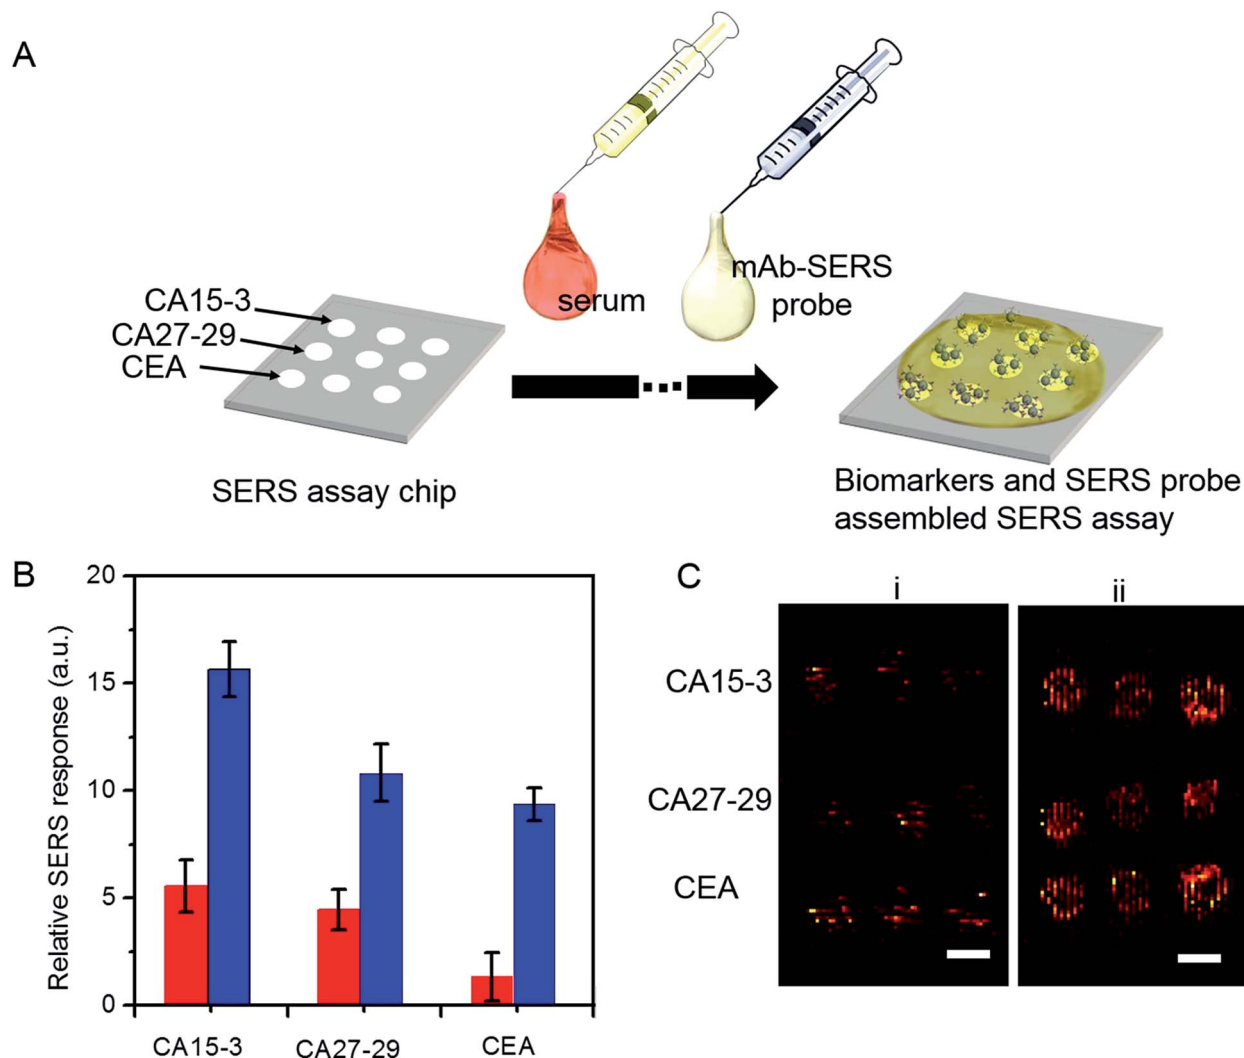 A
serum
mAb-SERS
probe
CA15-3
CA27-29
CEA
SERS assay chip
Biomarkers and SERS probe
assembled SERS assay
B
Relative SERS response (a.u.)
20
15
10
5
0
CA15-3
CA27-29
CEA
C
i
ii
CA15-3
CA27-29
CEA